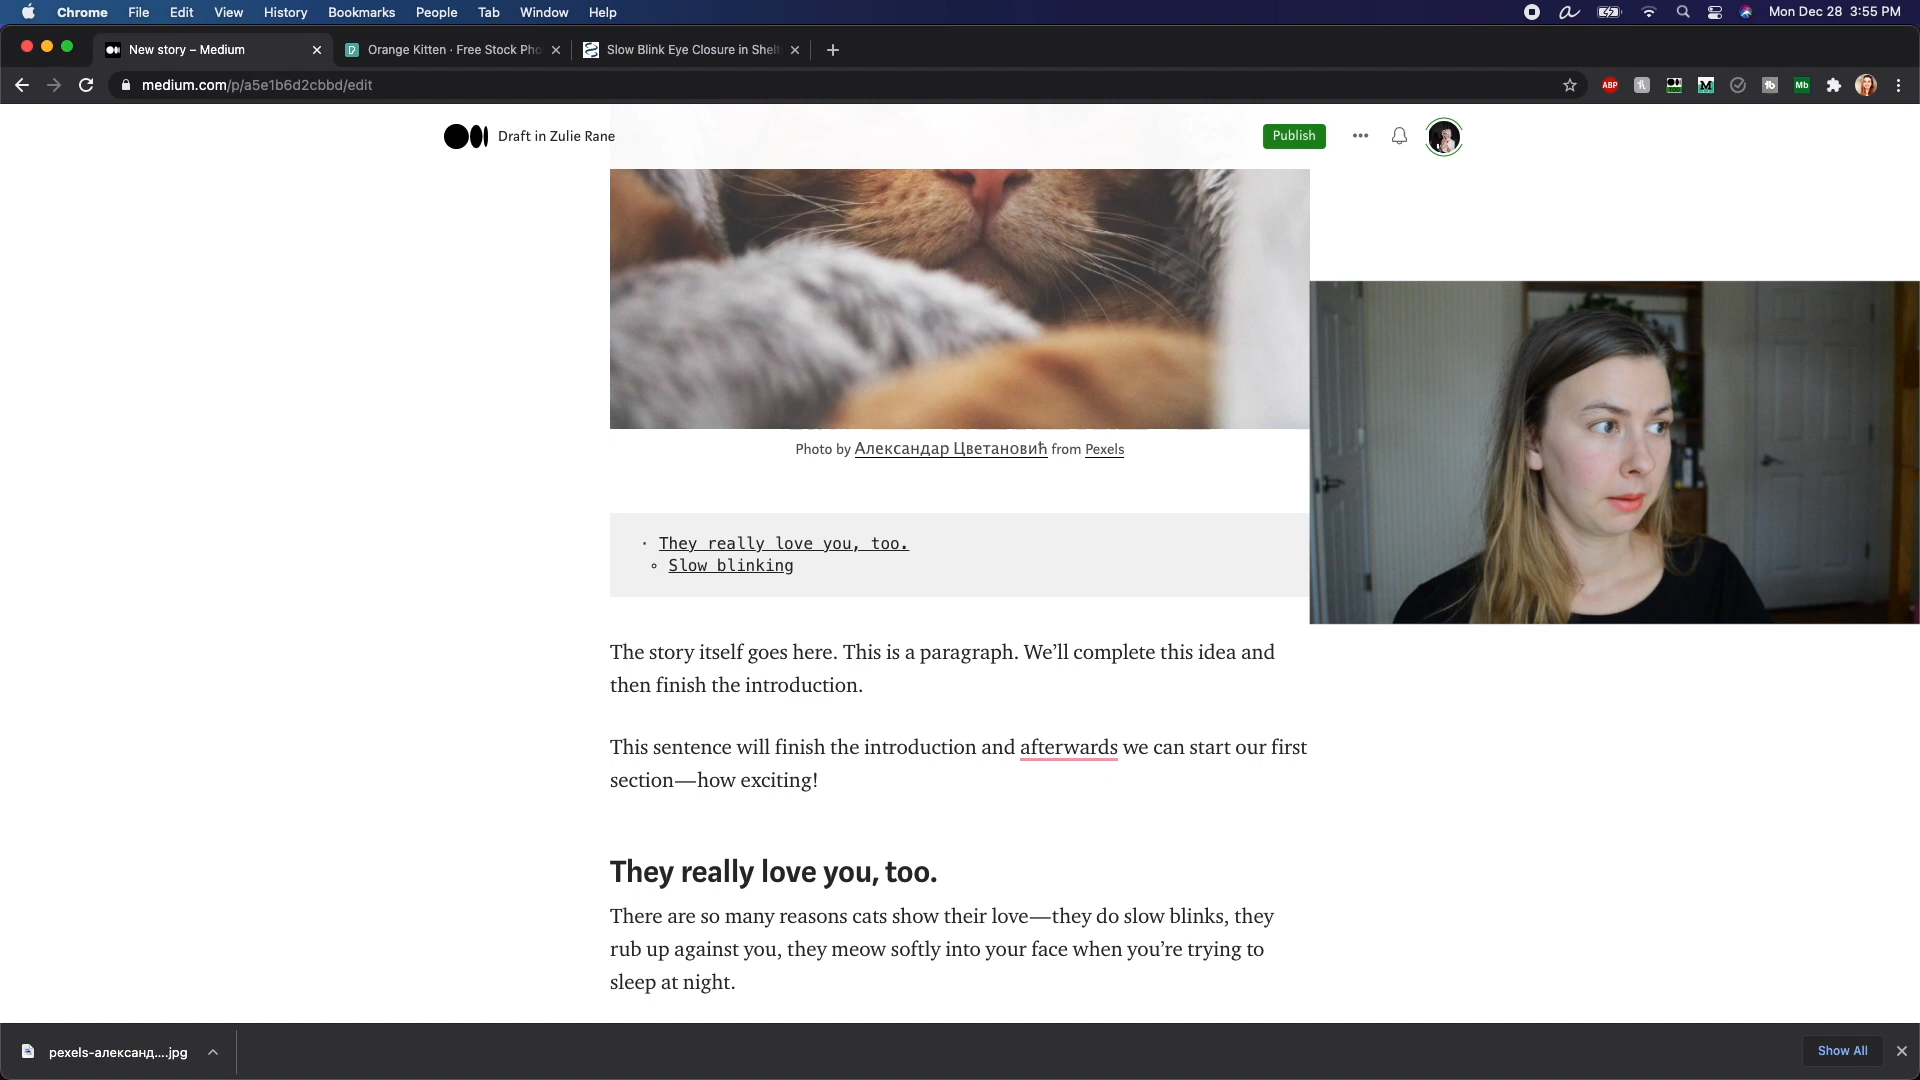 Chrome File Edit View History Bookmarks People Tab Window Help Mon Dec 28 3:55 PM
New story – Medium Orange Kitten · Free Stock Pho Slow Blink Eye Closure in Shelt
medium.com/p/a5e1b6d2cbbd/edit ABP Mb
Draft in Zulie Rane Publish
Photo by Александар Цветановић from Pexels
· They really love you, too.
∘ Slow blinking
The story itself goes here. This is a paragraph. We’ll complete this idea and
then finish the introduction.
This sentence will finish the introduction and afterwards we can start our first
section—how exciting!
They really love you, too.
There are so many reasons cats show their love—they do slow blinks, they
rub up against you, they meow softly into your face when you’re trying to
sleep at night.
pexels-александ....jpg Show All